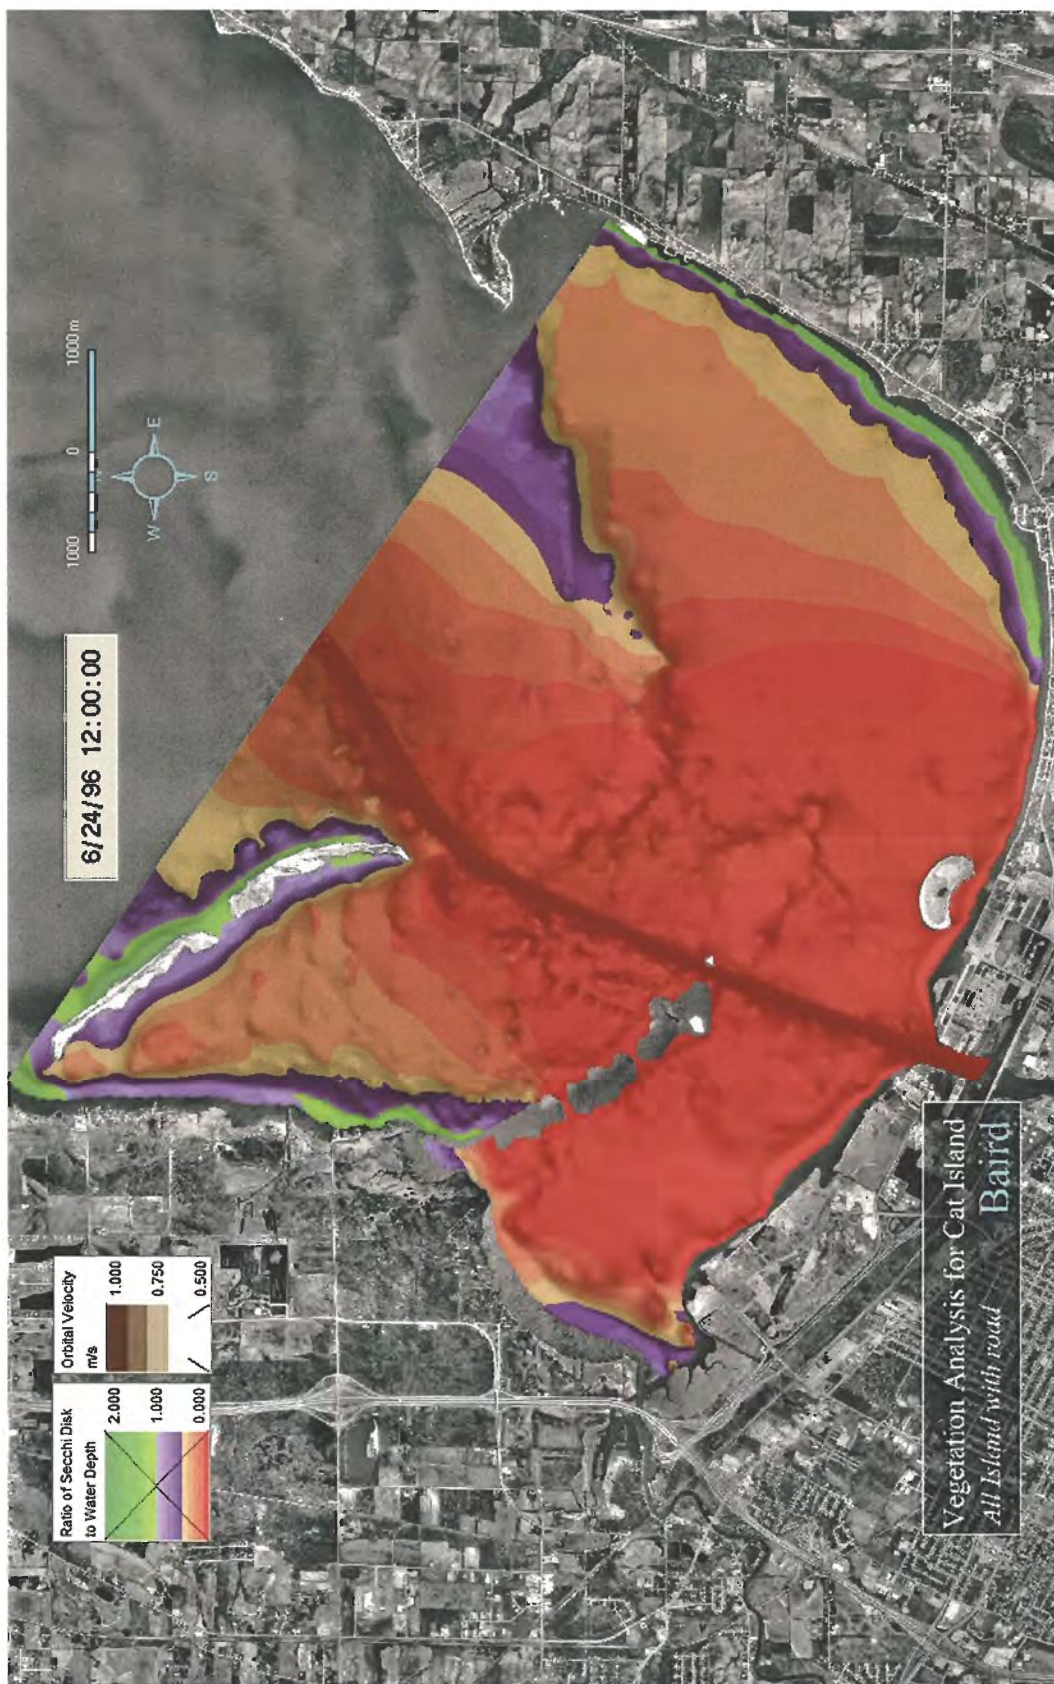 6/24/96 12:00:00
1000 0 1000 m
N
W E
S
Ratio of Secchi Disk
to Water Depth
2.000
1.000
0.000
Orbital Velocity
m/s
1.000
0.750
0.500
Vegetation Analysis for Cat Island
All Island with road
Baird